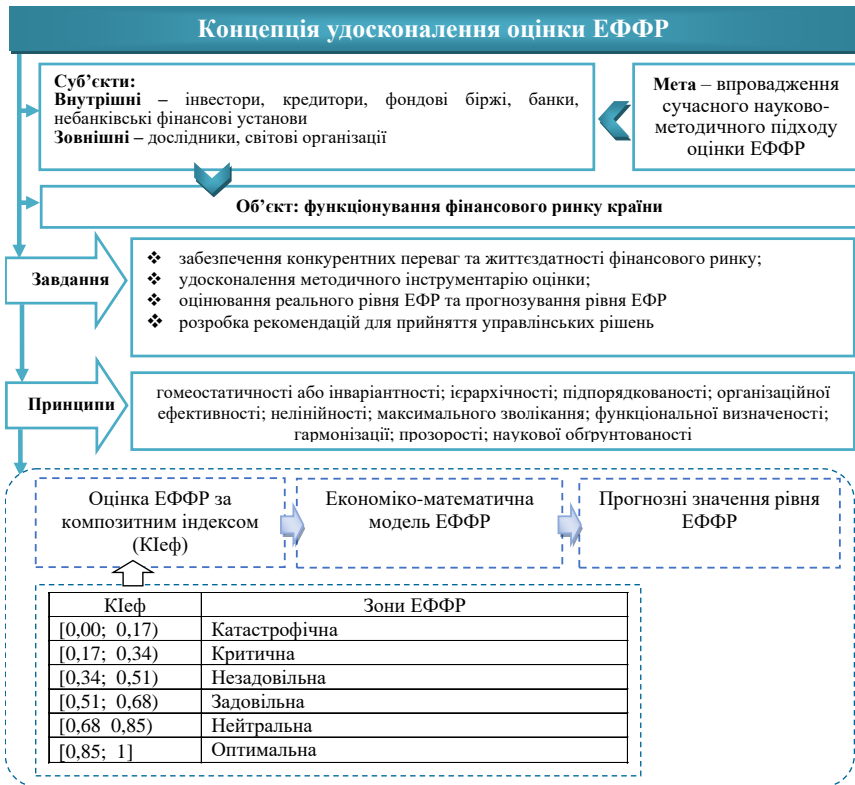 Концепція удосконалення оцінки ЕФФР
Суб’єкти:
Внутрішні – інвестори, кредитори, фондові біржі, банки,
небанківські фінансові установи
Зовнішні – дослідники, світові організації
Мета – впровадження
сучасного науково-
методичного підходу
оцінки ЕФФР
Об’єкт: функціонування фінансового ринку країни
Завдання
❖ забезпечення конкурентних переваг та життєздатності фінансового ринку;
❖ удосконалення методичного інструментарію оцінки;
❖ оцінювання реального рівня ЕФР та прогнозування рівня ЕФР
❖ розробка рекомендацій для прийняття управлінських рішень
Принципи
гомеостатичності або інваріантності; ієрархічності; підпорядкованості; організаційної
ефективності; нелінійності; максимального зволікання; функціональної визначеності;
гармонізації; прозорості; наукової обґрунтованості
Оцінка ЕФФР за
композитним індексом
(КІеф)
Економіко-математична
модель ЕФФР
Прогнозні значення рівня
ЕФФР
КІеф Зони ЕФФР
[0,00; 0,17) Катастрофічна
[0,17; 0,34) Критична
[0,34; 0,51) Незадовільна
[0,51; 0,68) Задовільна
[0,68 0,85) Нейтральна
[0,85; 1] Оптимальна